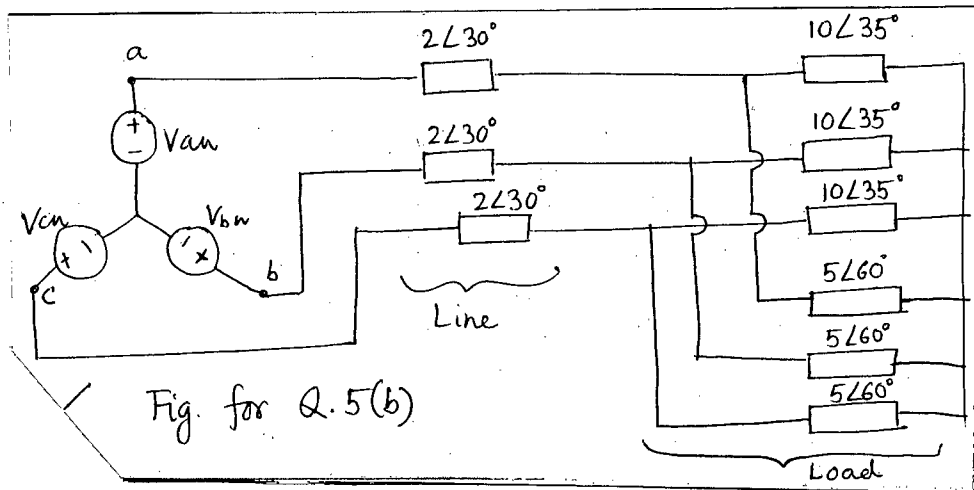 a
2∠30°
10∠35°
+
-
Van
2∠30°
10∠35°
2∠30°
10∠35°
Vcn
+ -
Vbn
- +
c
b
Line
5∠60°
5∠60°
5∠60°
Fig. for Q.5(b)
Load